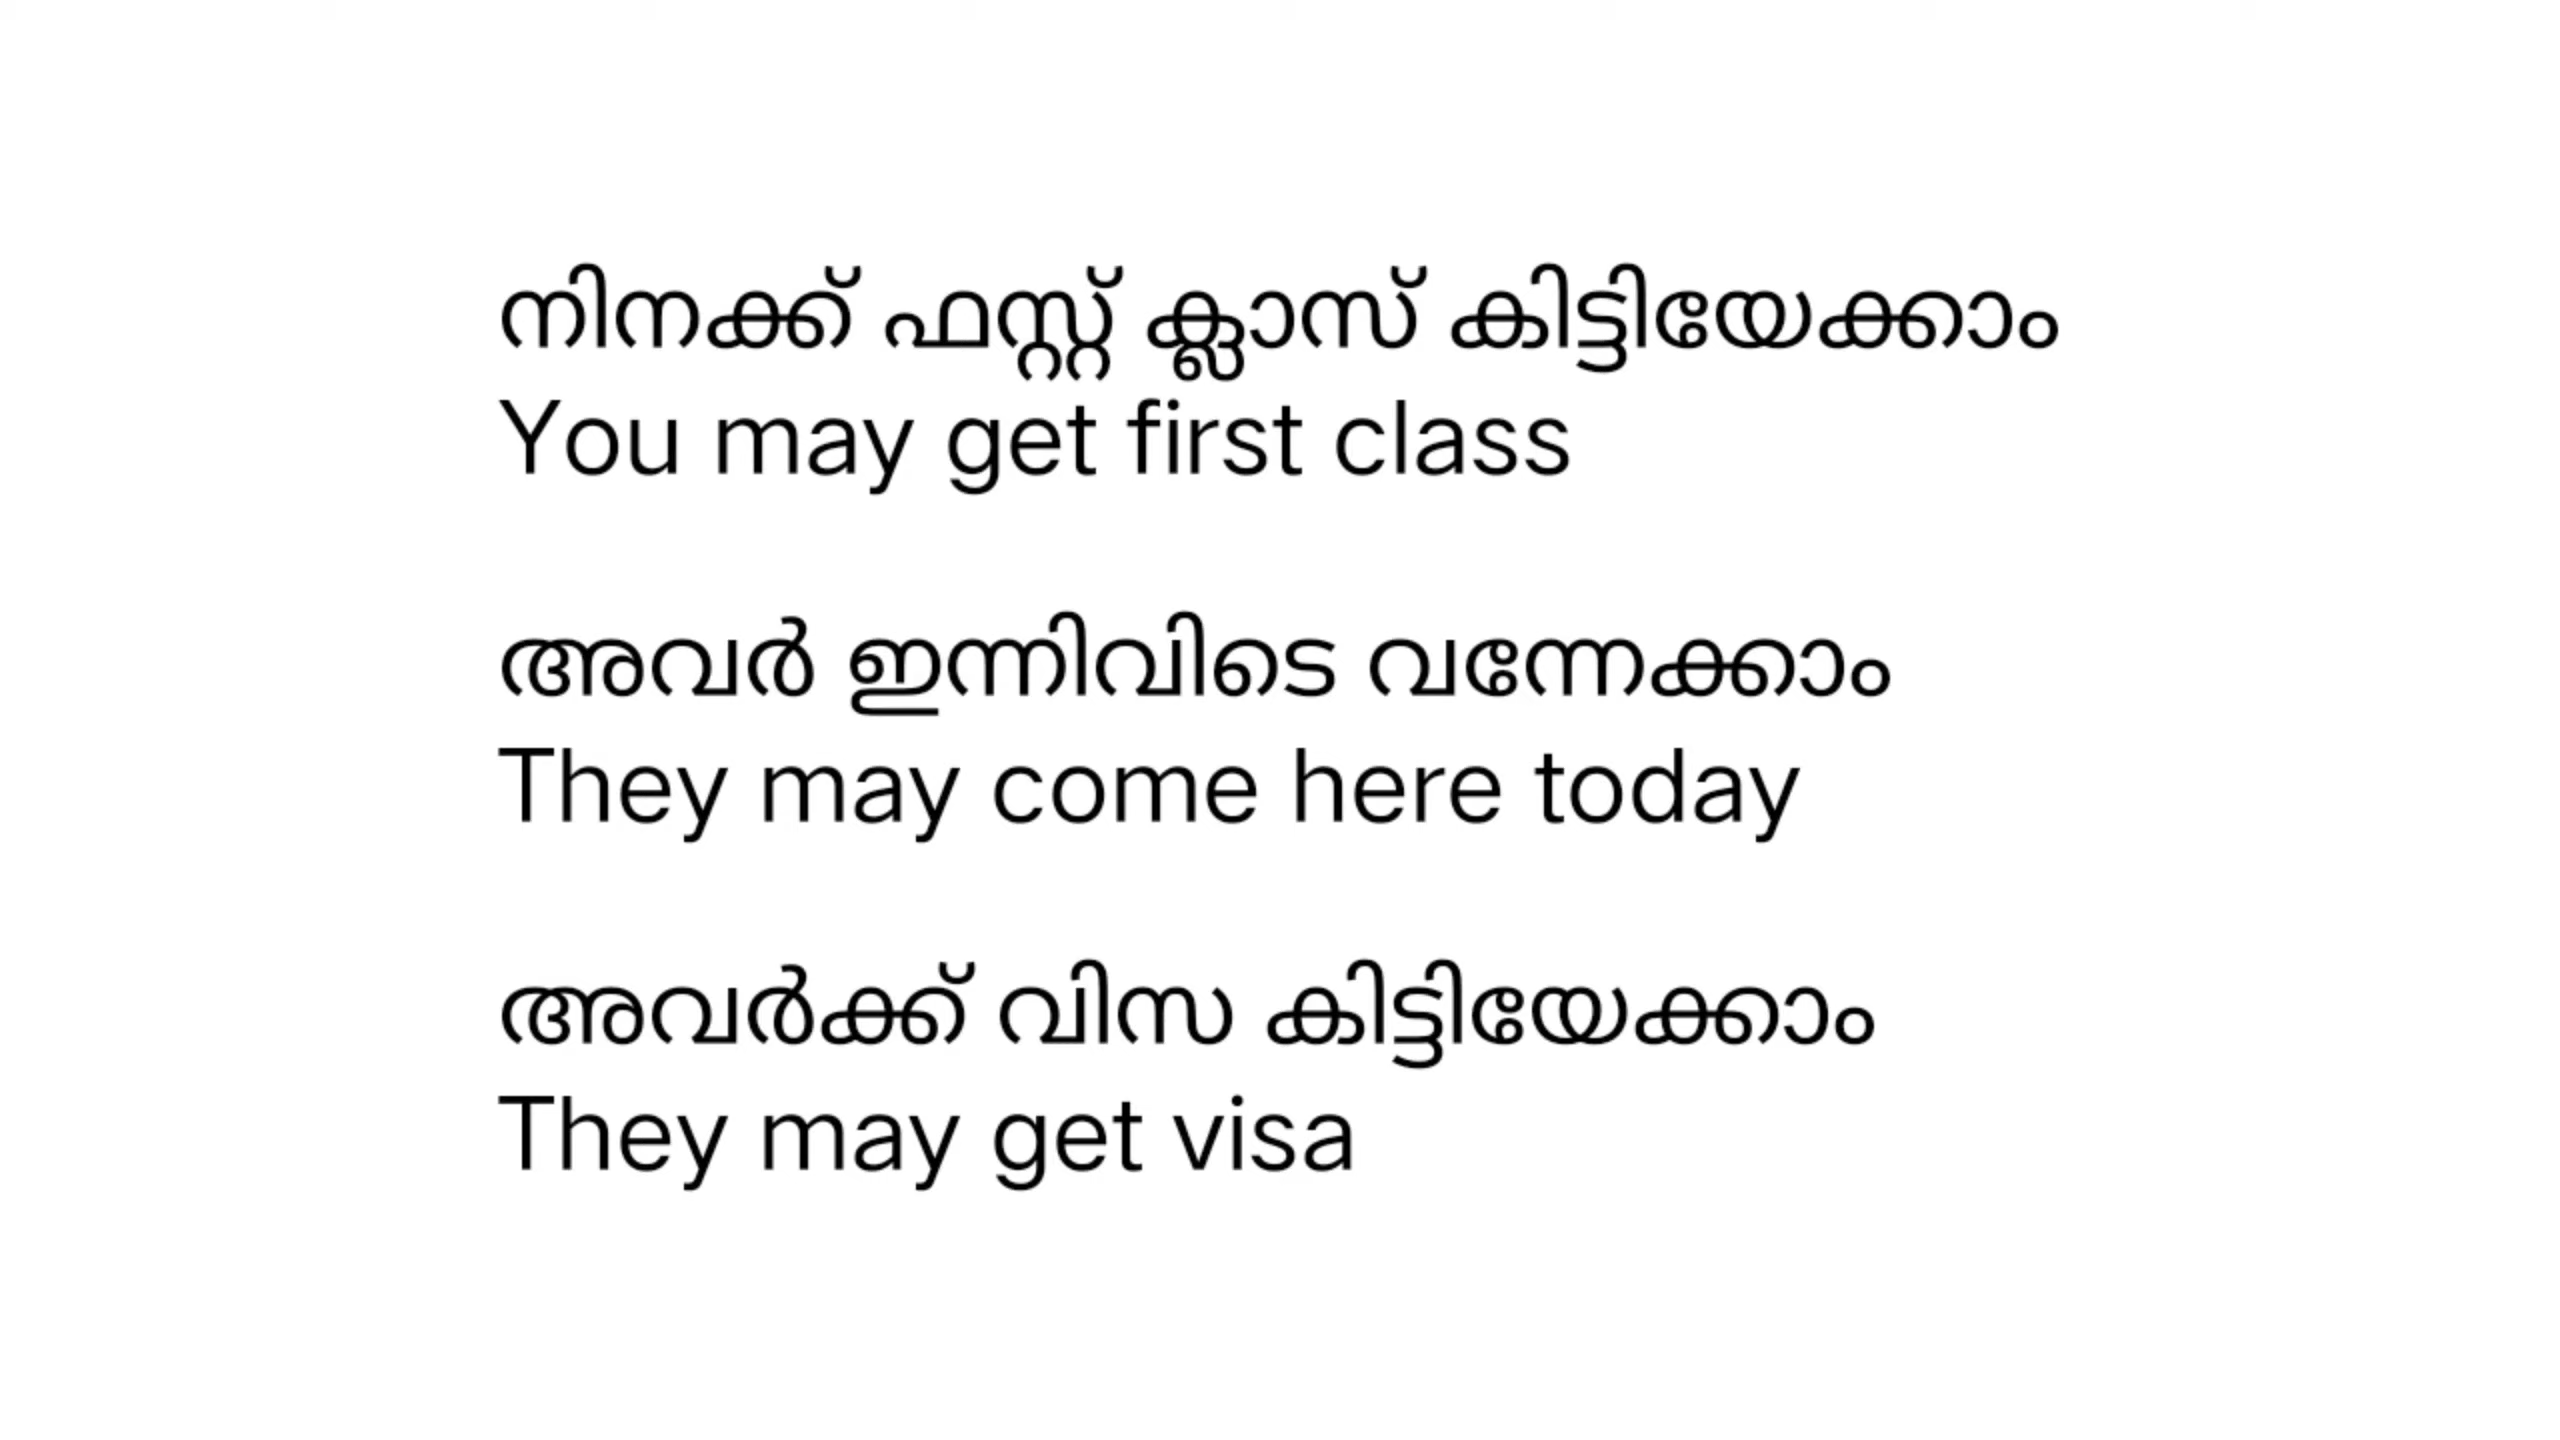 നിനക്ക് ഫസ്റ്റ് ക്ലാസ് കിട്ടിയേക്കാം
You may get first class
അവർ ഇന്നിവിടെ വന്നേക്കാം
They may come here today
അവർക്ക് വിസ കിട്ടിയേക്കാം
They may get visa